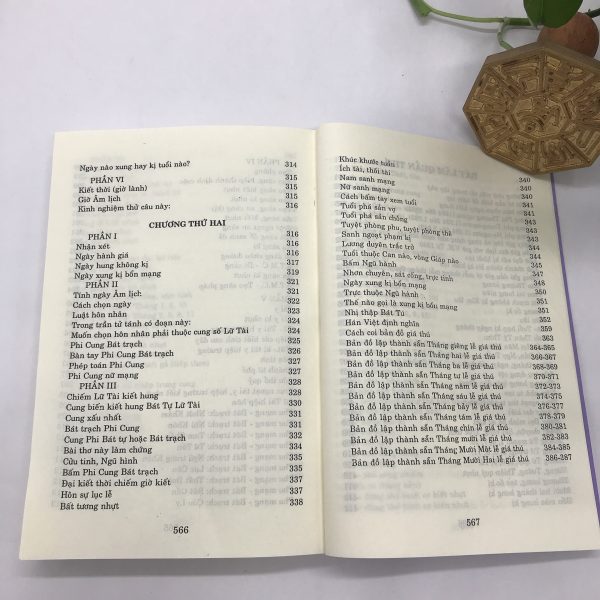 Ngày nào xung hay kị tuổi nào? 314
PHẦN VI 315
Kiết thời (giờ lành) 315
Giờ Âm lịch 315
Kinh nghiệm thứ câu này: 316
CHƯƠNG THỨ HAI
PHẦN I 316
Nhận xét 316
Ngày hành giá 316
Ngày hung không kị 317
Ngày xung kị bổn mạng 319
PHẦN II 321
Tính ngày Âm lịch: 321
Cách chọn ngày 322
Luật hôn nhân 323
Trong trần tử tánh có đoạn này: 324
Muốn chọn hôn nhân phải thuộc cung số Lữ Tài 324
Phi Cung Bát trạch 324
Bàn tay Phi Cung Bát trạch 324
Phép toán Phi Cung 325
Phi Cung nữ mạng 328
PHẦN III 328
Chiếm Lữ Tài kiết hung 328
Cung biến kiết hung Bát Tự Lữ Tài 330
Cung xấu nhất 331
Bát trạch Phi Cung 332
Cung Phi Bát tự hoặc Bát trạch 334
Bài thơ này làm chứng 334
Cửu tinh, Ngũ hình 335
Bấm Phi Cung Bát trạch 335
Đại kiết thời chiếm giờ kiết 337
Hôn sự lục lễ 337
Bất tương nhựt 338
566
Khúc khước tuần
Ích tài, thối tài 340
Nam sanh mạng 340
Nữ sanh mạng 340
Cách bấm tay xem tuổi 341
Tuổi phá sản vợ 341
Tuổi phá sản chồng 343
Tuyệt phòng phu, tuyệt phòng thê 343
Sanh ngoạt phạm kị 344
Lương duyên trắc trở 344
Tuổi thuộc Can nào, vòng Giáp nào 343
Bấm Ngũ hành 345
Nhơn chuyên, sát cống, trực tinh 347
Ngày xung kị bổn mạng 348
Trực thuộc Ngũ hành 350
Thế nào gọi là xung kị bổn mạng 351
Nhị thập Bát Tú 351
Hán Việt định nghĩa 352
Cách coi bản đồ giá thú 359
363
Bản đồ lập thành sẵn Tháng giêng lễ giá thú 364-365
Bản đồ lập thành sẵn Tháng hai lễ giá thú 366-367
Bản đồ lập thành sẵn Tháng ba lễ giá thú 368-369
Bản đồ lập thành sẵn Tháng tư lễ giá thú 370-371
Bản đồ lập thành sẵn Tháng năm lễ giá thú 372-373
Bản đồ lập thành sẵn Tháng sáu lễ giá thú 374-375
Bản đồ lập thành sẵn Tháng bảy lễ giá thú 376-377
Bản đồ lập thành sẵn Tháng tám lễ giá thú 378-379
Bản đồ lập thành sẵn Tháng chín lễ giá thú 380-381
Bản đồ lập thành sẵn Tháng mười lễ giá thú 382-383
Bản đồ lập thành sẵn Tháng Mười Một lễ giá thú 384-385
Bản đồ lập thành sẵn Tháng Mười Hai lễ giá thú 386-387
567